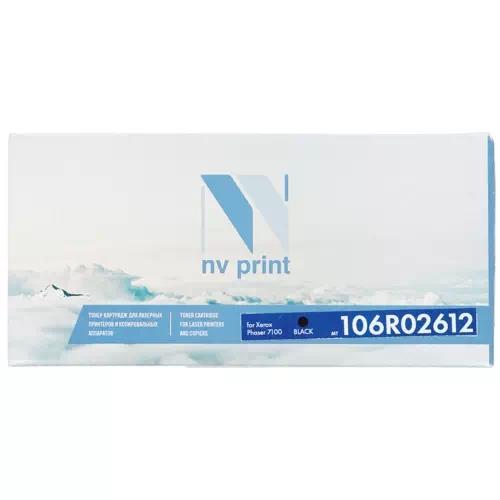 nv print
ТОНЕР-КАРТРИДЖ ДЛЯ ЛАЗЕРНЫХ
ПРИНТЕРОВ И КОПИРОВАЛЬНЫХ
АППАРАТОВ
TONER CARTRIDGE
FOR LASER PRINTERS
AND COPIERS
for Xerox
Phaser 7100
BLACK
№T 106R02612